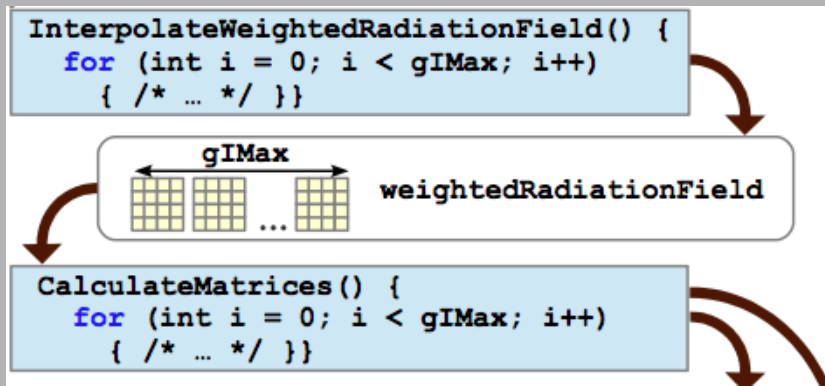 InterpolateWeightedRadiationField() {
for (int i = 0; i < gIMax; i++)
{ /* … */ }}
gIMax
...
weightedRadiationField
CalculateMatrices() {
for (int i = 0; i < gIMax; i++)
{ /* … */ }}